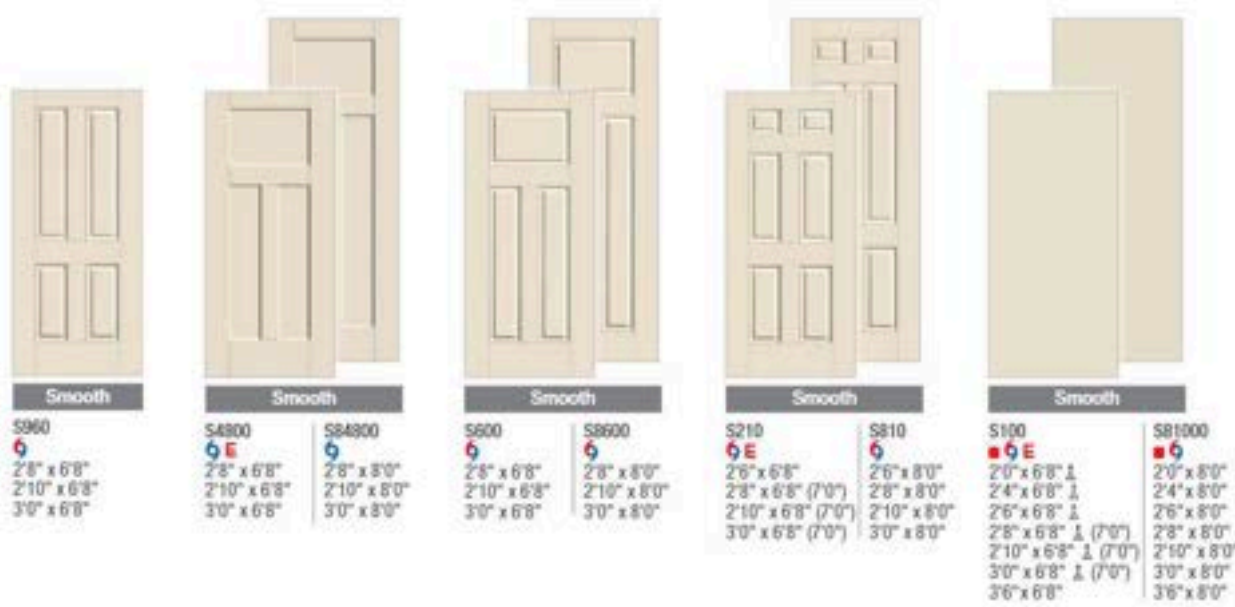 Smooth
S960
2'8" x 6'8"
2'10" x 6'8"
3'0" x 6'8"
Smooth
S4800
E
2'8" x 6'8"
2'10" x 6'8"
3'0" x 6'8"
S84800
2'8" x 8'0"
2'10" x 8'0"
3'0" x 8'0"
Smooth
S600
2'8" x 6'8"
2'10" x 6'8"
3'0" x 6'8"
S8600
2'8" x 8'0"
2'10" x 8'0"
3'0" x 8'0"
Smooth
S210
E
2'6" x 6'8"
2'8" x 6'8" (7'0")
2'10" x 6'8" (7'0")
3'0" x 6'8" (7'0")
S810
2'6" x 8'0"
2'8" x 8'0"
2'10" x 8'0"
3'0" x 8'0"
Smooth
S100
E
2'0" x 6'8"
2'4" x 6'8"
2'6" x 6'8"
2'8" x 6'8" (7'0")
2'10" x 6'8" (7'0")
3'0" x 6'8" (7'0")
3'6" x 6'8"
S81000
2'0" x 8'0"
2'4" x 8'0"
2'6" x 8'0"
2'8" x 8'0"
2'10" x 8'0"
3'0" x 8'0"
3'6" x 8'0"